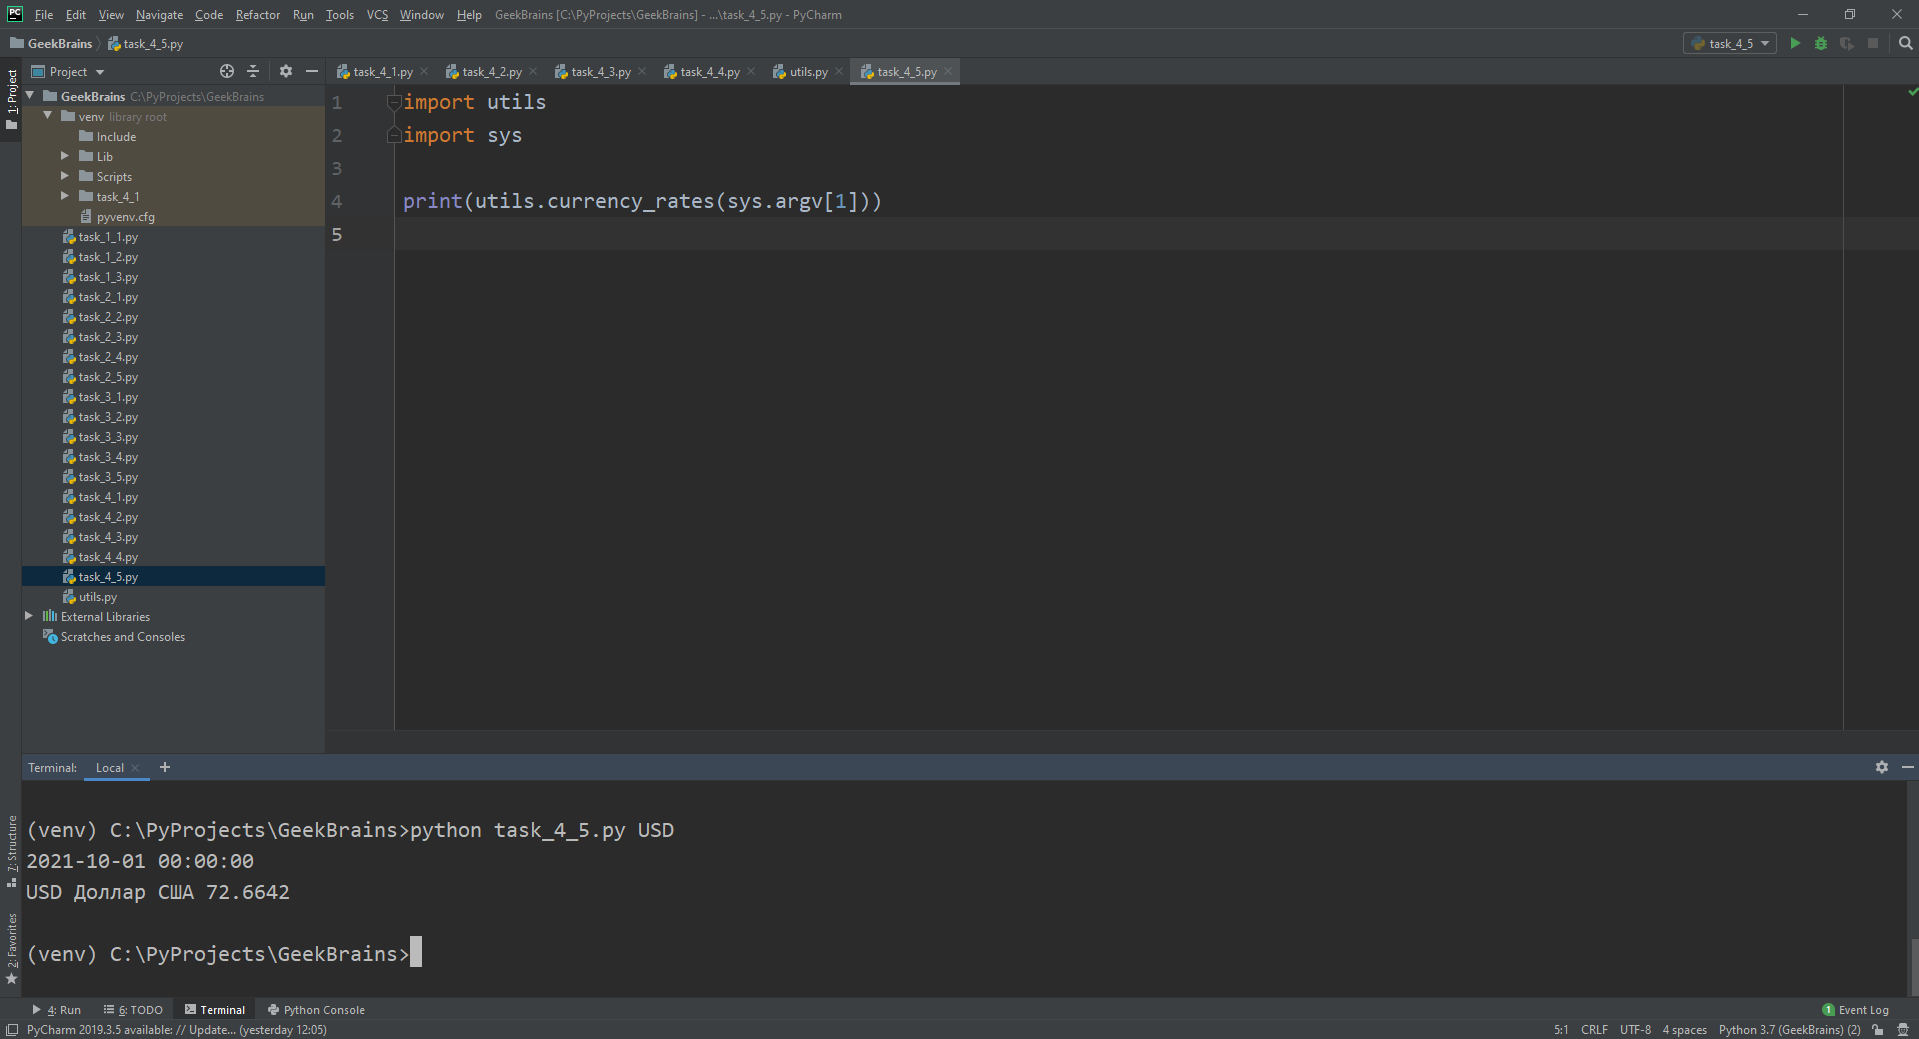 PC File Edit View Navigate Code Refactor Run Tools VCS Window Help GeekBrains [C:\PyProjects\GeekBrains] - ...\task_4_5.py - PyCharm
GeekBrains task_4_5.py task_4_5
1: Project
Project
task_4_1.py task_4_2.py task_4_3.py task_4_4.py utils.py task_4_5.py
GeekBrains C:\PyProjects\GeekBrains
venv library root
Include
Lib
Scripts
task_4_1
pyvenv.cfg
task_1_1.py
task_1_2.py
task_1_3.py
task_2_1.py
task_2_2.py
task_2_3.py
task_2_4.py
task_2_5.py
task_3_1.py
task_3_2.py
task_3_3.py
task_3_4.py
task_3_5.py
task_4_1.py
task_4_2.py
task_4_3.py
task_4_4.py
task_4_5.py
utils.py
External Libraries
Scratches and Consoles
1 import utils
2 import sys
3
4 print(utils.currency_rates(sys.argv[1]))
5
Terminal: Local +
(venv) C:\PyProjects\GeekBrains>python task_4_5.py USD
2021-10-01 00:00:00
USD Доллар США 72.6642
(venv) C:\PyProjects\GeekBrains>
7: Structure
2: Favorites
4: Run 6: TODO Terminal Python Console 1 Event Log
PyCharm 2019.3.5 available: // Update... (yesterday 12:05) 5:1 CRLF UTF-8 4 spaces Python 3.7 (GeekBrains) (2)